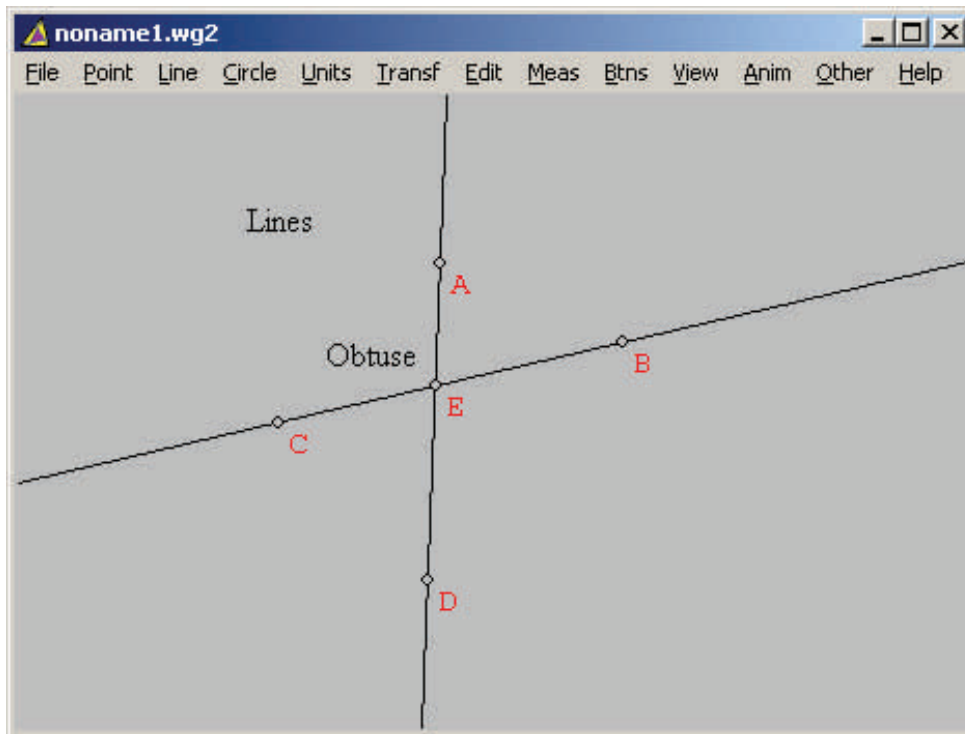 noname1.wg2
File Point Line Circle Units Transf Edit Meas Btns View Anim Other Help
Lines
A
Obtuse
B
E
C
D